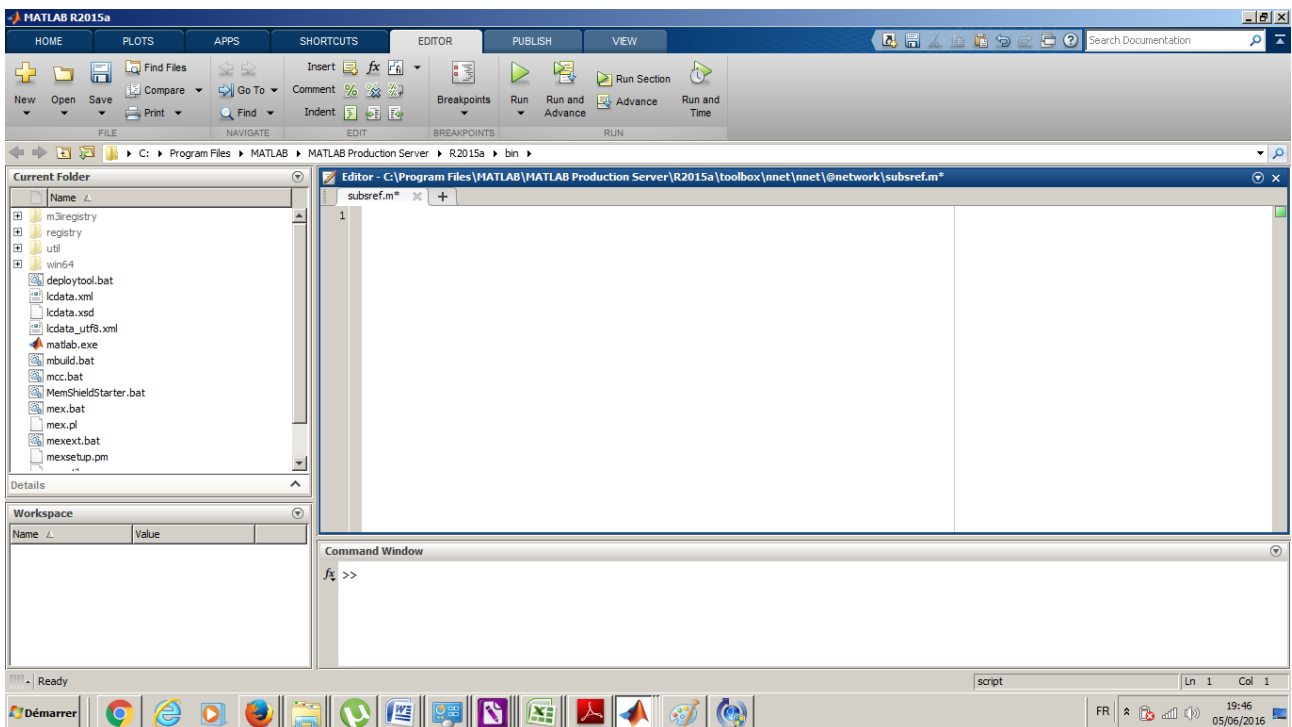 MATLAB R2015a
HOME PLOTS APPS SHORTCUTS EDITOR PUBLISH VIEW Search Documentation
New Open Save Find Files Compare Print
FILE
Go To Find
NAVIGATE
Insert fx
Comment
Indent
EDIT
Breakpoints
BREAKPOINTS
Run Run and Advance Run Section Advance Run and Time
RUN
C: Program Files MATLAB MATLAB Production Server R2015a bin
Current Folder
Name
m3iregistry
registry
util
win64
deploytool.bat
lcdata.xml
lcdata.xsd
lcdata_utf8.xml
matlab.exe
mbuild.bat
mcc.bat
MemShieldStarter.bat
mex.bat
mex.pl
mexext.bat
mexsetup.pm
Details
Workspace
Name Value
Editor - C:\Program Files\MATLAB\MATLAB Production Server\R2015a\toolbox\nnet\nnet\@network\subsref.m*
subsref.m*
1
Command Window
fx >>
Ready script Ln 1 Col 1
Démarrer FR 19:46
05/06/2016